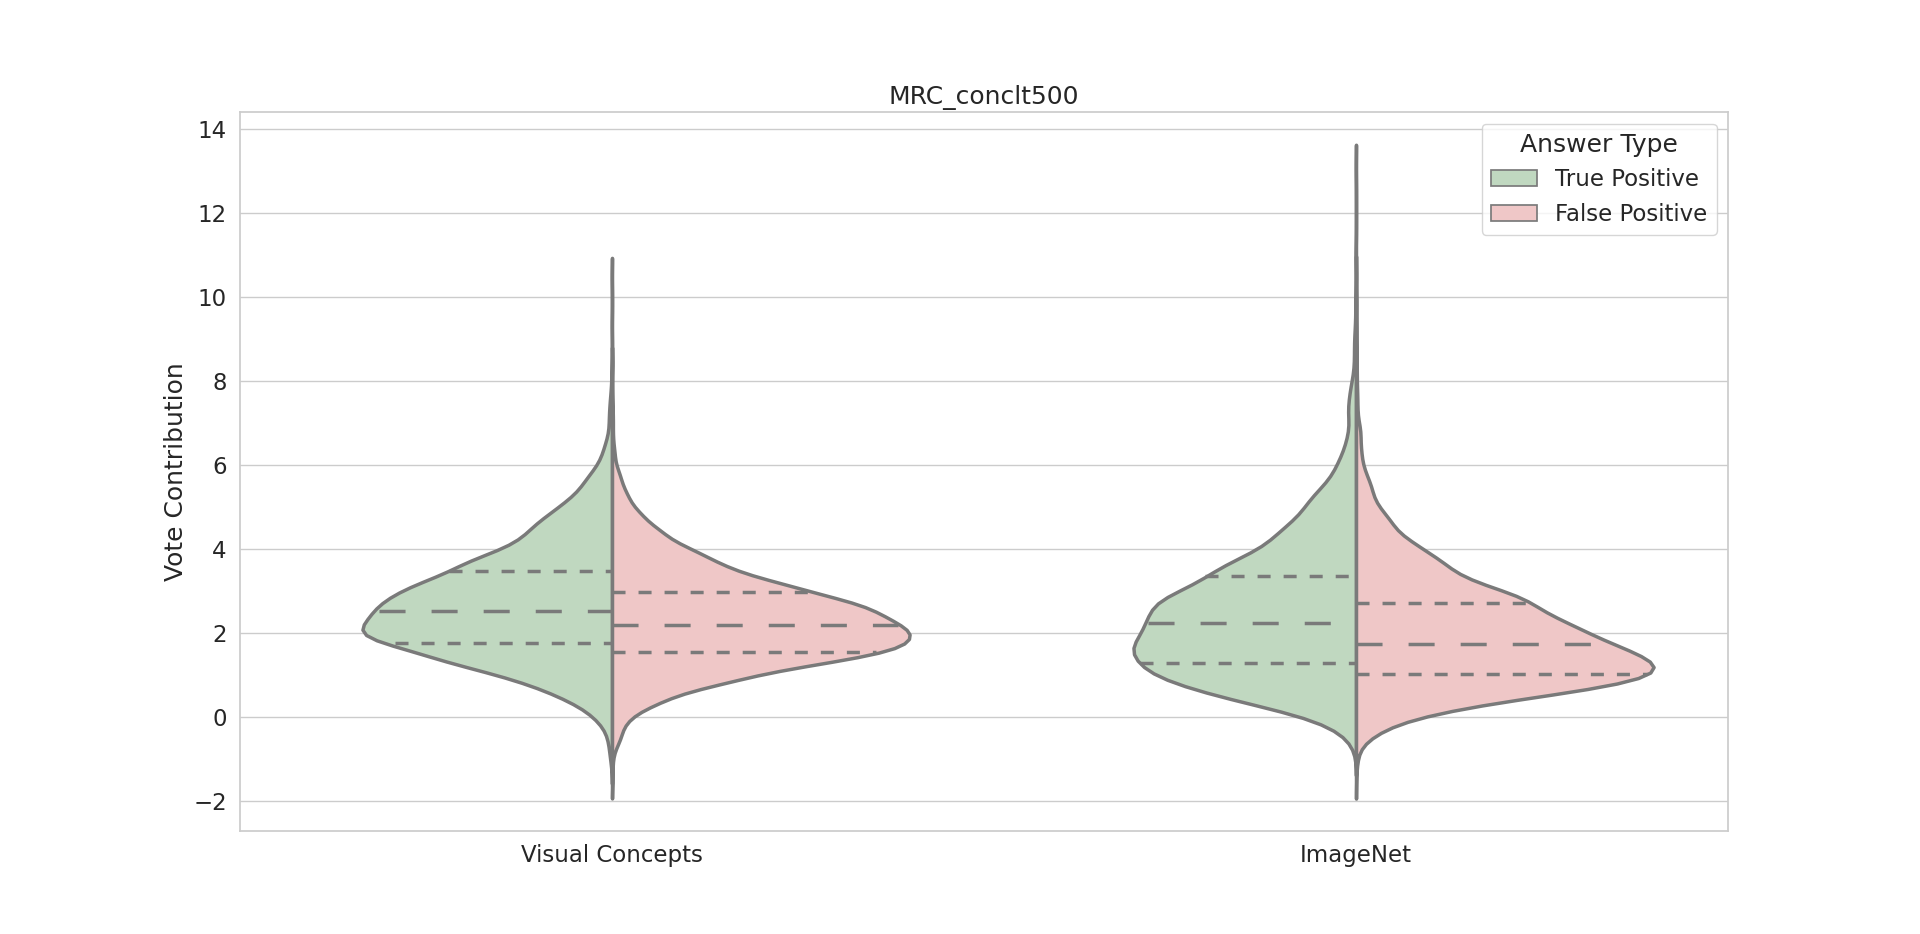 MRC_conclt500
14
12
10
8
6
4
2
0
−2
Vote Contribution
Answer Type
True Positive
False Positive
Visual Concepts
ImageNet